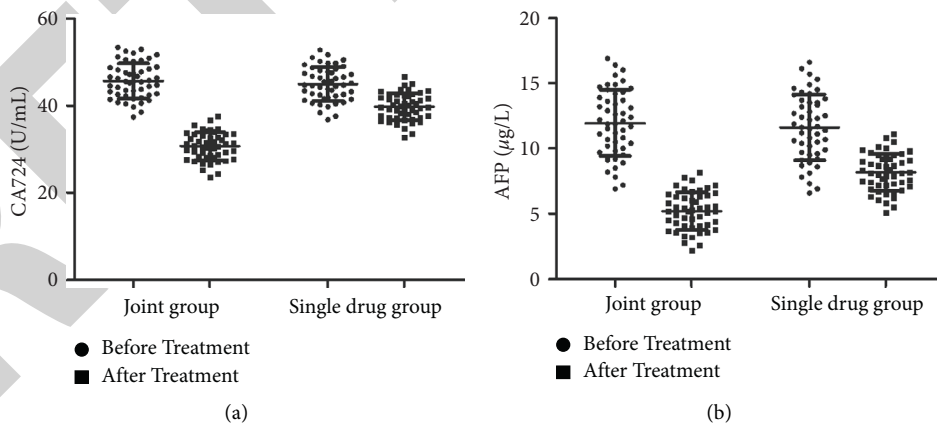 60
40
20
0
CA724 (U/mL)
Joint group
Single drug group
Before Treatment
After Treatment
(a)
20
15
10
5
0
AFP (μg/L)
Joint group
Single drug group
Before Treatment
After Treatment
(b)